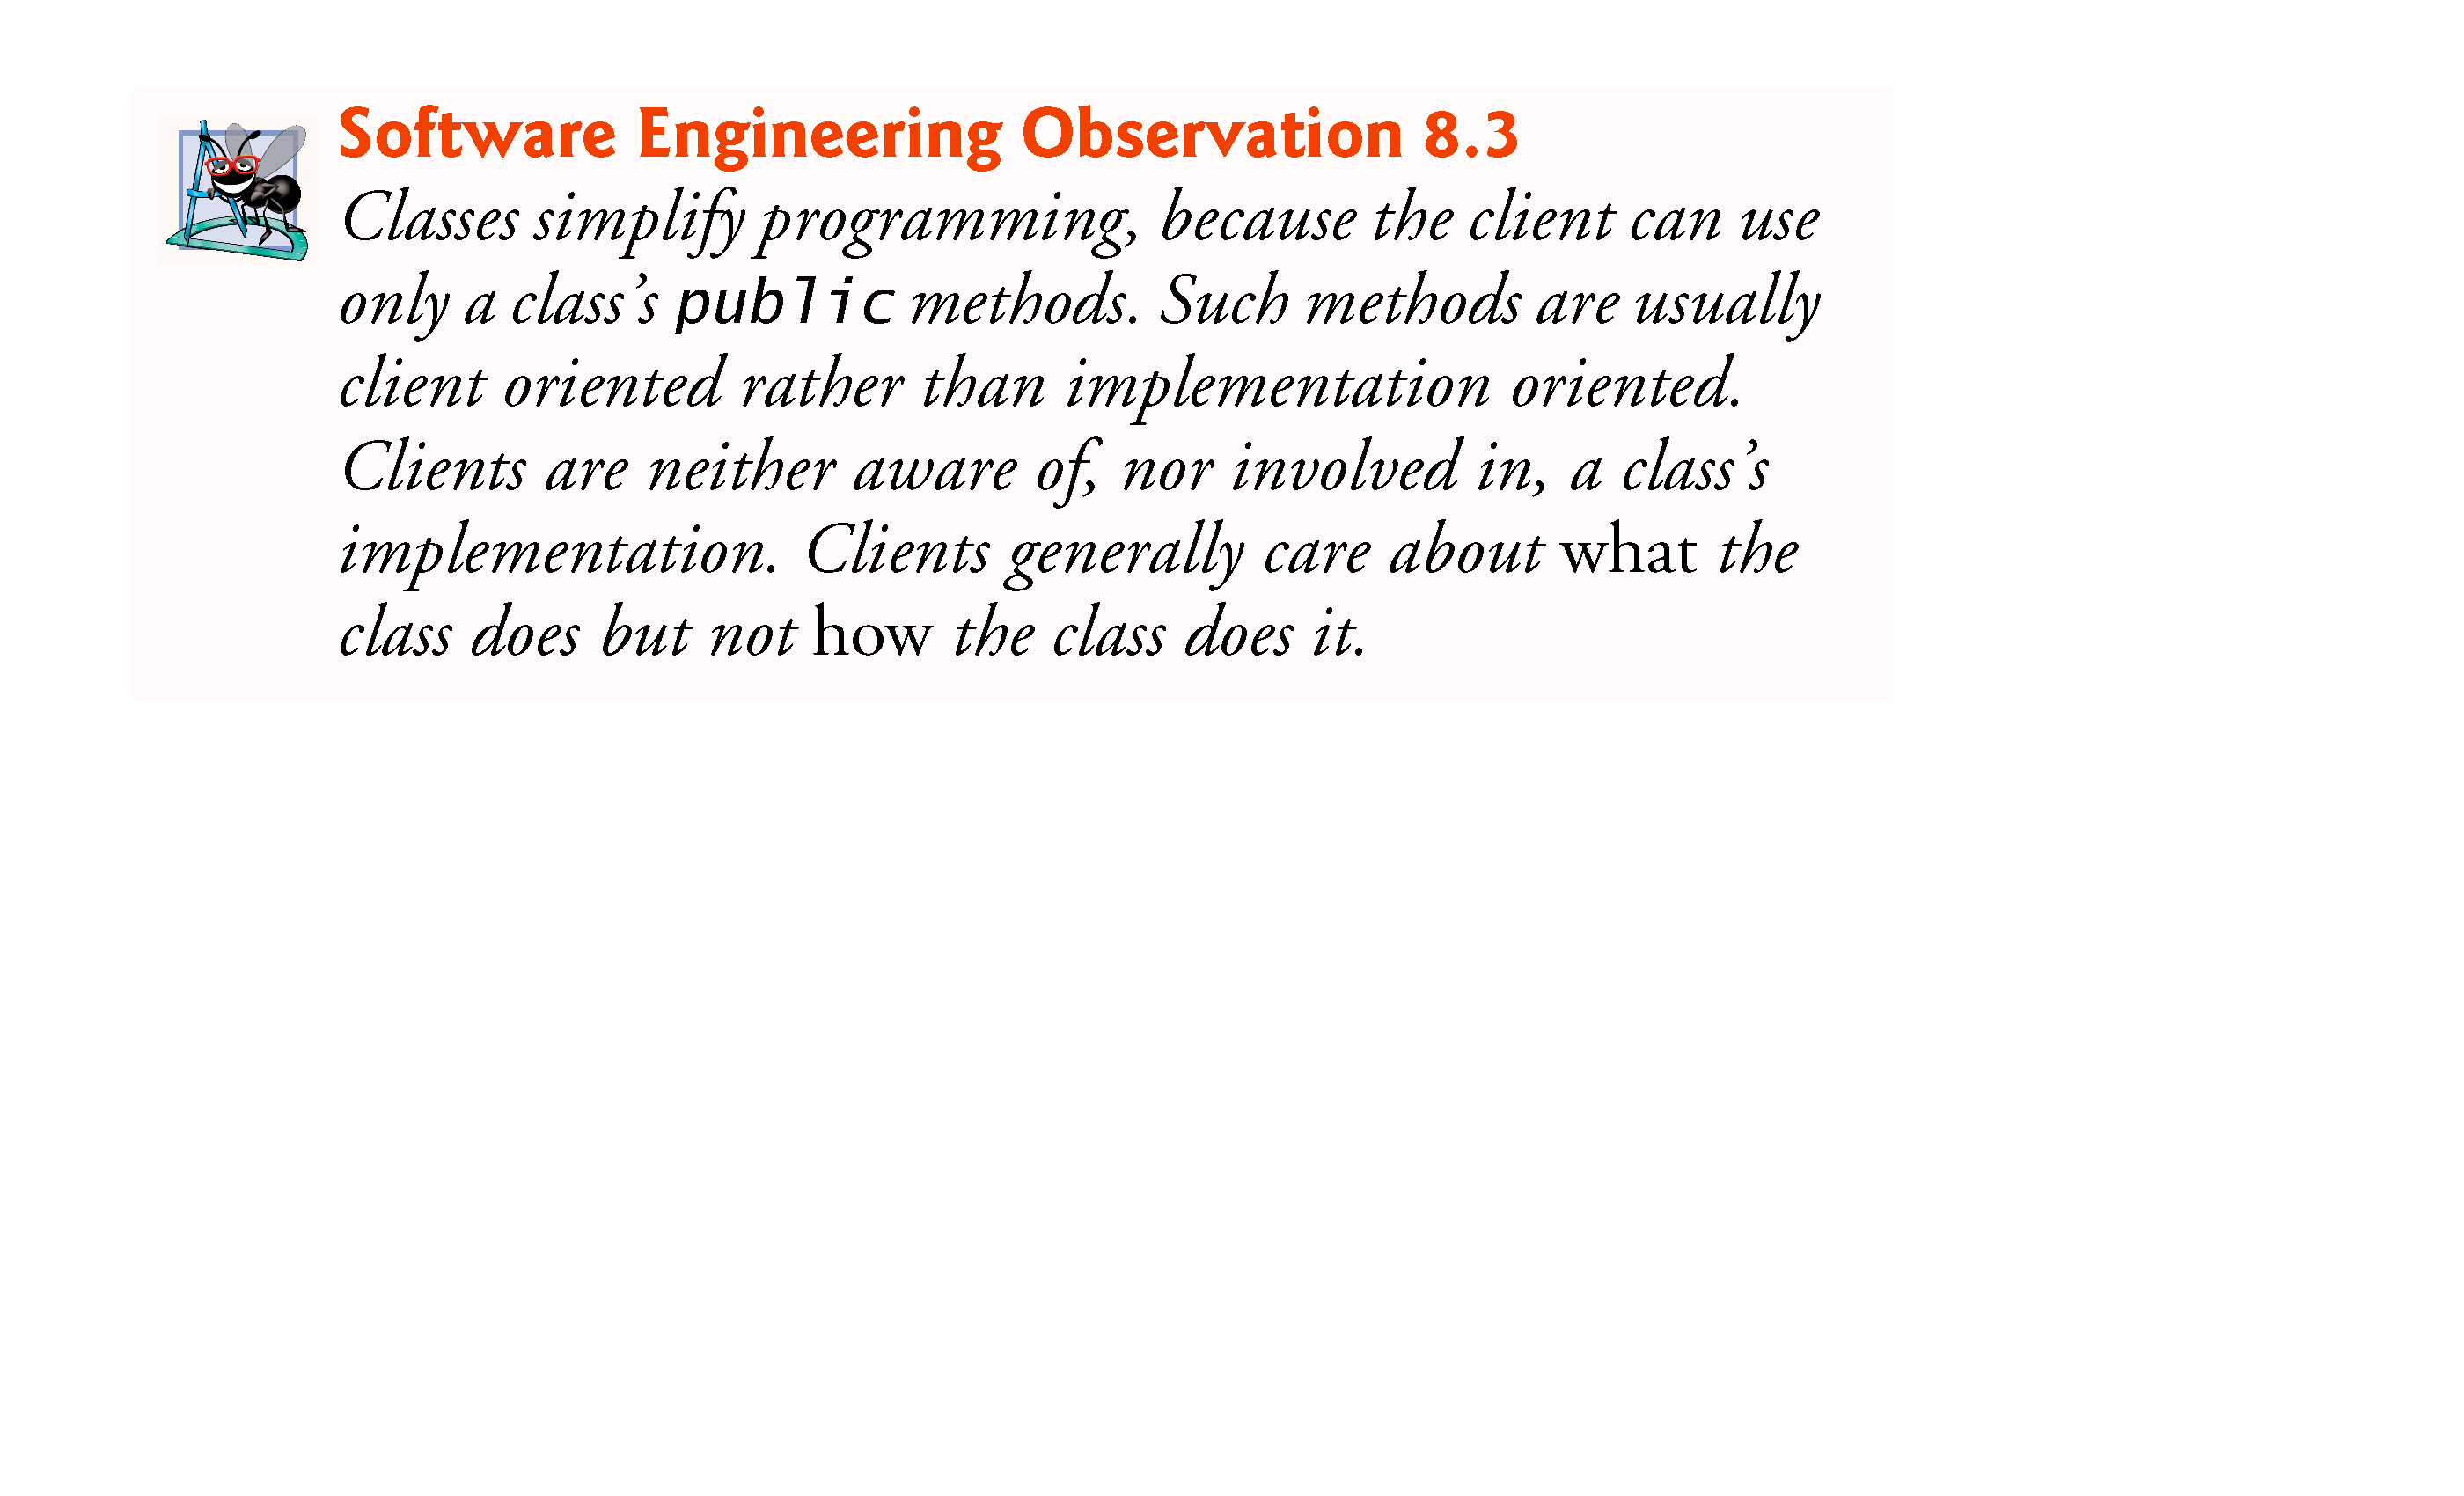 Software Engineering Observation 8.3
Classes simplify programming, because the client can use
only a class’s public methods. Such methods are usually
client oriented rather than implementation oriented.
Clients are neither aware of, nor involved in, a class’s
implementation. Clients generally care about what the
class does but not how the class does it.